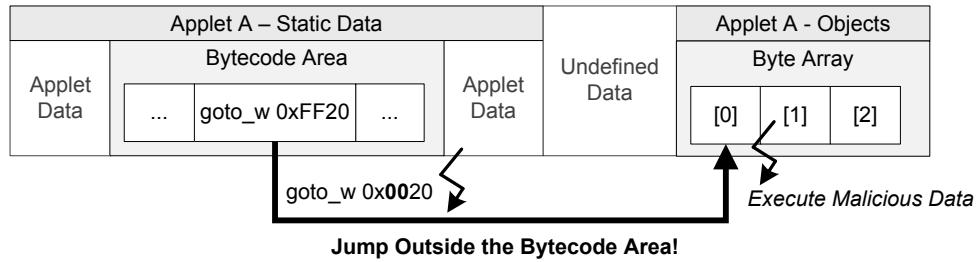 Applet A – Static Data
Applet A - Objects
Bytecode Area
Byte Array
Applet
Data
Applet
Data
Undefined
Data
...
goto_w 0xFF20
...
[0]
[1]
[2]
goto_w 0x0020
Execute Malicious Data
Jump Outside the Bytecode Area!